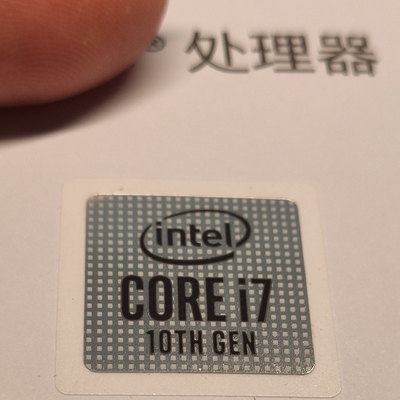 ® 处理器
intel
CORE i7
10TH GEN